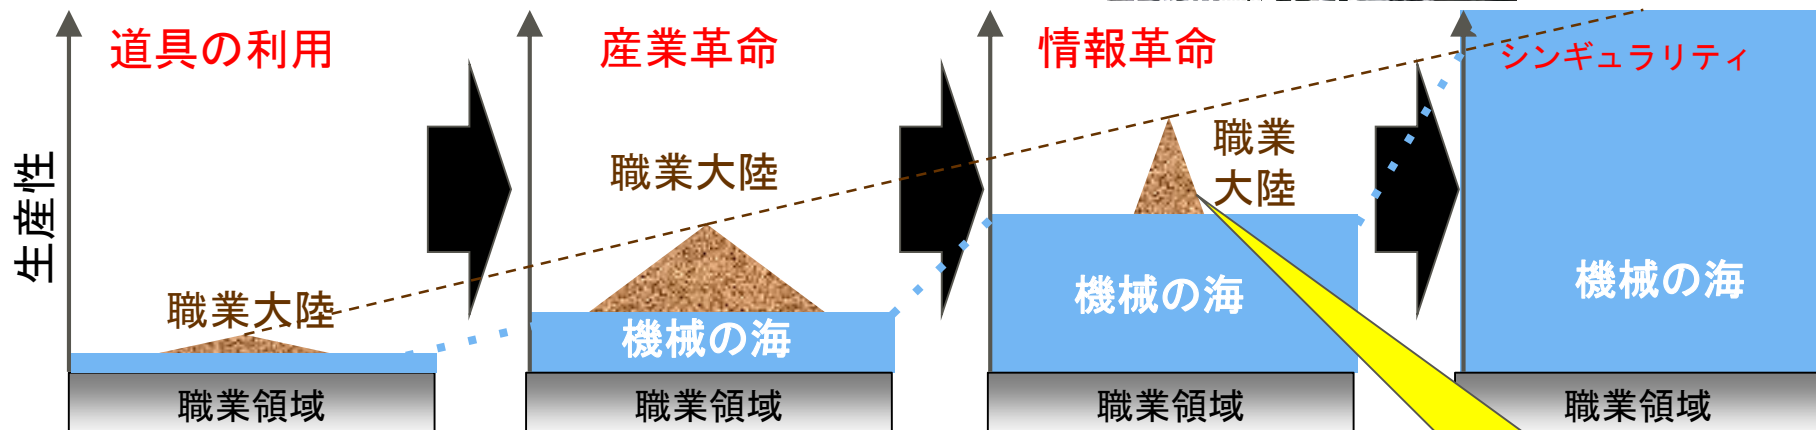 道具の利用
産業革命
情報革命
シンギュラリティ
生産性
職業大陸
職業大陸
職業
大陸
機械の海
機械の海
機械の海
職業領域
職業領域
職業領域
職業領域